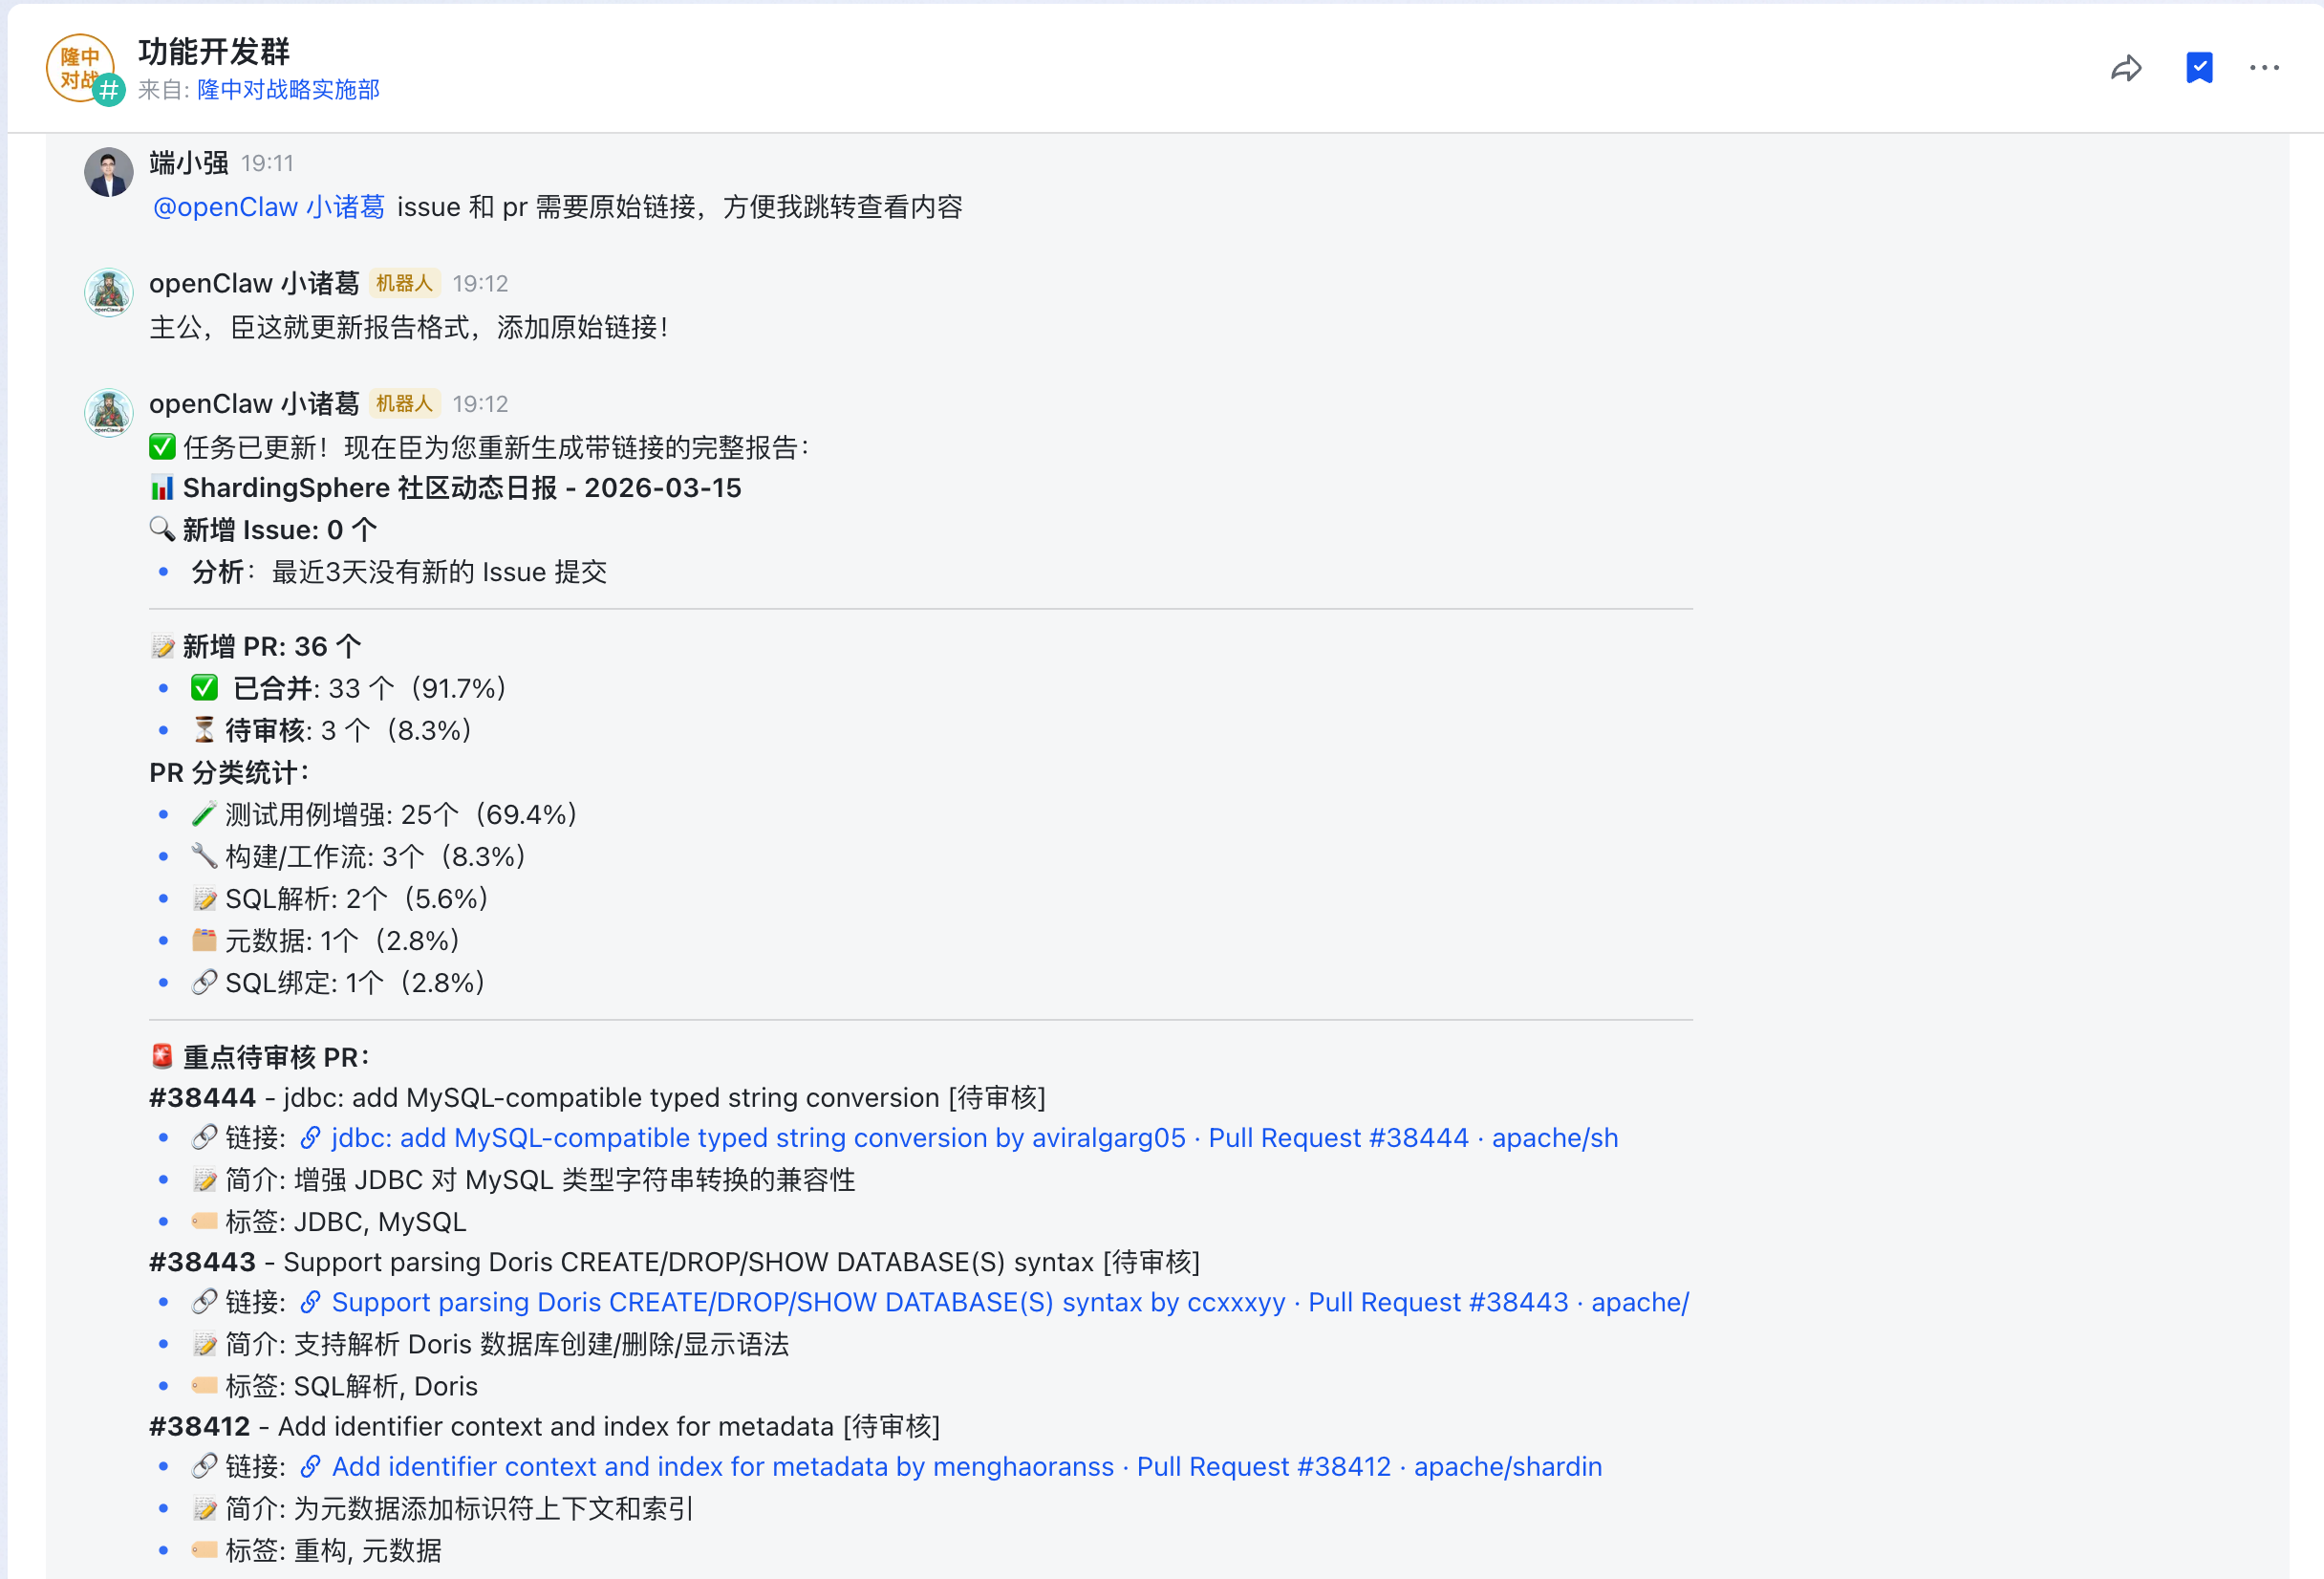 隆中
对战
#
功能开发群
来自: 隆中对战略实施部
端小强 19:11
@openClaw 小诸葛 issue 和 pr 需要原始链接，方便我跳转查看内容
openClaw 小诸葛 机器人 19:12
主公，臣这就更新报告格式，添加原始链接！
openClaw 小诸葛 机器人 19:12
✅ 任务已更新！现在臣为您重新生成带链接的完整报告：
📊 ShardingSphere 社区动态日报 - 2026-03-15
🔍 新增 Issue: 0 个
• 分析：最近3天没有新的 Issue 提交
📝 新增 PR: 36 个
• ✅ 已合并: 33 个（91.7%）
• ⏳ 待审核: 3 个（8.3%）
PR 分类统计：
• 🧪 测试用例增强: 25个（69.4%）
• 🔧 构建/工作流: 3个（8.3%）
• 📝 SQL解析: 2个（5.6%）
• 🗂️ 元数据: 1个（2.8%）
• 🔗 SQL绑定: 1个（2.8%）
🚨 重点待审核 PR：
#38444 - jdbc: add MySQL-compatible typed string conversion [待审核]
• 🔗 链接: jdbc: add MySQL-compatible typed string conversion by aviralgarg05 · Pull Request #38444 · apache/sh
• 📝 简介: 增强 JDBC 对 MySQL 类型字符串转换的兼容性
• 🏷️ 标签: JDBC, MySQL
#38443 - Support parsing Doris CREATE/DROP/SHOW DATABASE(S) syntax [待审核]
• 🔗 链接: Support parsing Doris CREATE/DROP/SHOW DATABASE(S) syntax by ccxxxyy · Pull Request #38443 · apache/
• 📝 简介: 支持解析 Doris 数据库创建/删除/显示语法
• 🏷️ 标签: SQL解析, Doris
#38412 - Add identifier context and index for metadata [待审核]
• 🔗 链接: Add identifier context and index for metadata by menghaoranss · Pull Request #38412 · apache/shardin
• 📝 简介: 为元数据添加标识符上下文和索引
• 🏷️ 标签: 重构, 元数据